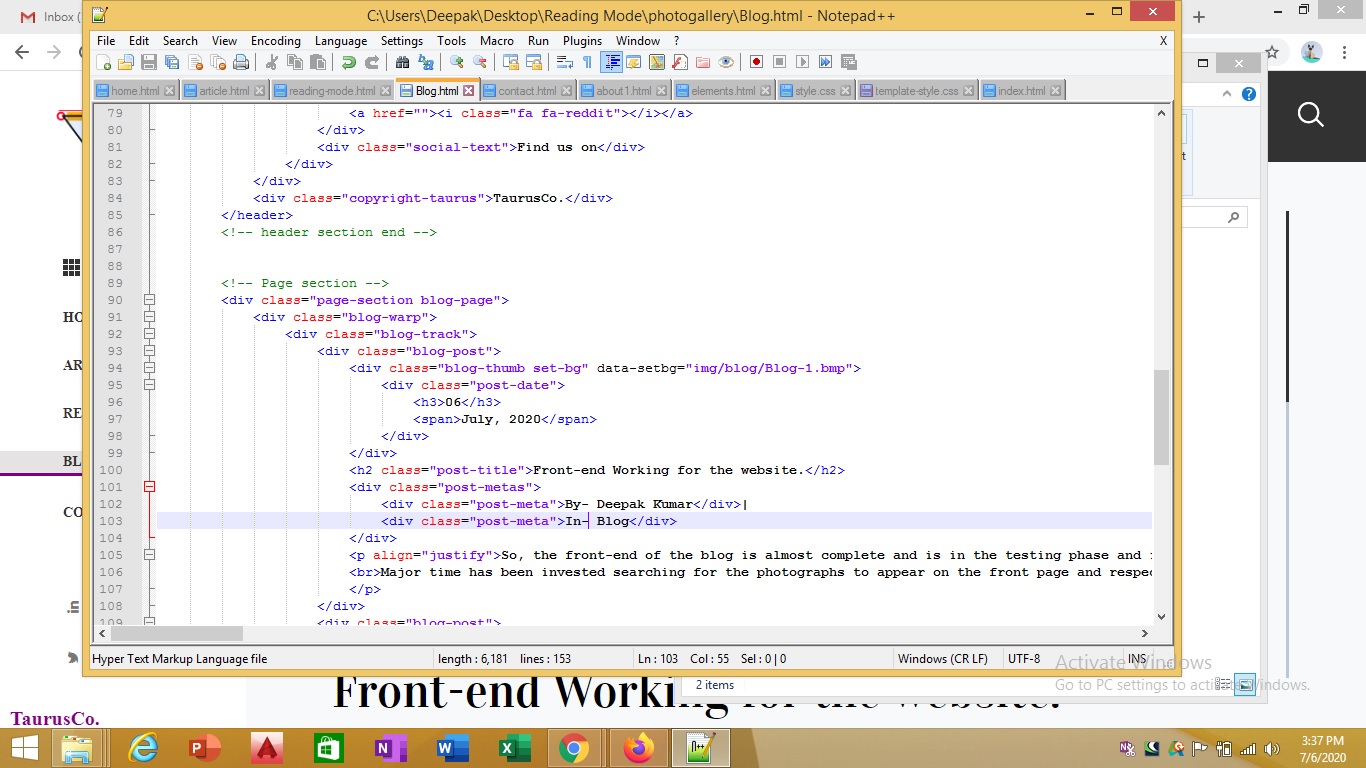 Inbox (
C:\Users\Deepak\Desktop\Reading Mode\photogallery\Blog.html - Notepad++
File Edit Search View Encoding Language Settings Tools Macro Run Plugins Window ? X
home.html article.html reading-mode.html Blog.html contact.html about1.html elements.html style.css template-style.css index.html
79 <a href=""><i class="fa fa-reddit"></i></a>
80 </div>
81 <div class="social-text">Find us on</div>
82 </div>
83 </div>
84 <div class="copyright-taurus">TaurusCo.</div>
85 </header>
86 <!-- header section end -->
87
88
89 <!-- Page section -->
90 <div class="page-section blog-page">
91 <div class="blog-warp">
92 <div class="blog-track">
93 <div class="blog-post">
94 <div class="blog-thumb set-bg" data-setbg="img/blog/Blog-1.bmp">
95 <div class="post-date">
96 <h3>06</h3>
97 <span>July, 2020</span>
98 </div>
99 </div>
100 <h2 class="post-title">Front-end Working for the website.</h2>
101 <div class="post-metas">
102 <div class="post-meta">By- Deepak Kumar</div>|
103 <div class="post-meta">In- Blog</div>
104 </div>
105 <p align="justify">So, the front-end of the blog is almost complete and is in the testing phase and
106 <br>Major time has been invested searching for the photographs to appear on the front page and respec
107 </p>
108 </div>
109 <div class="blog-post">
Hyper Text Markup Language file length : 6,181 lines : 153 Ln : 103 Col : 55 Sel : 0 | 0 Windows (CR LF) UTF-8 INS
HO
AR
RE
BL
CO
Activate Windows
Go to PC settings to activate Windows.
2 items
Front-end Working for the website.
TaurusCo.
3:37 PM
7/6/2020